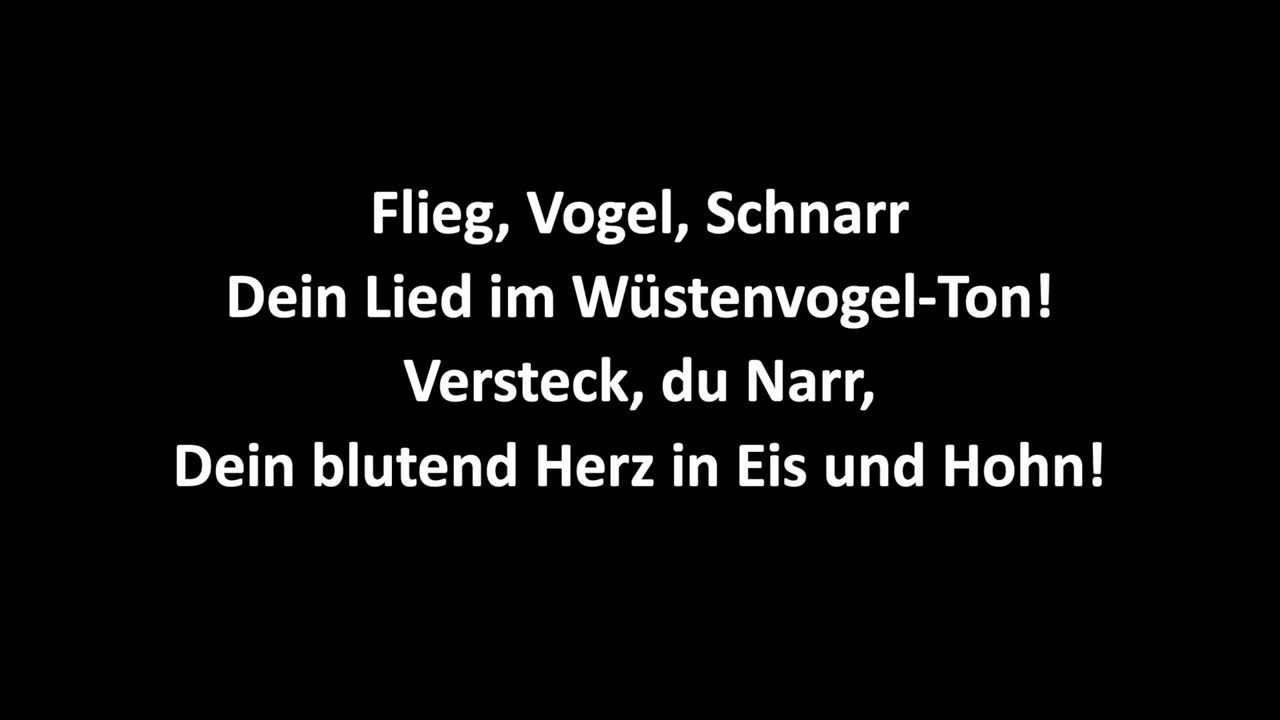 Flieg, Vogel, Schnarr
Dein Lied im Wüstenvogel-Ton!
Versteck, du Narr,
Dein blutend Herz in Eis und Hohn!